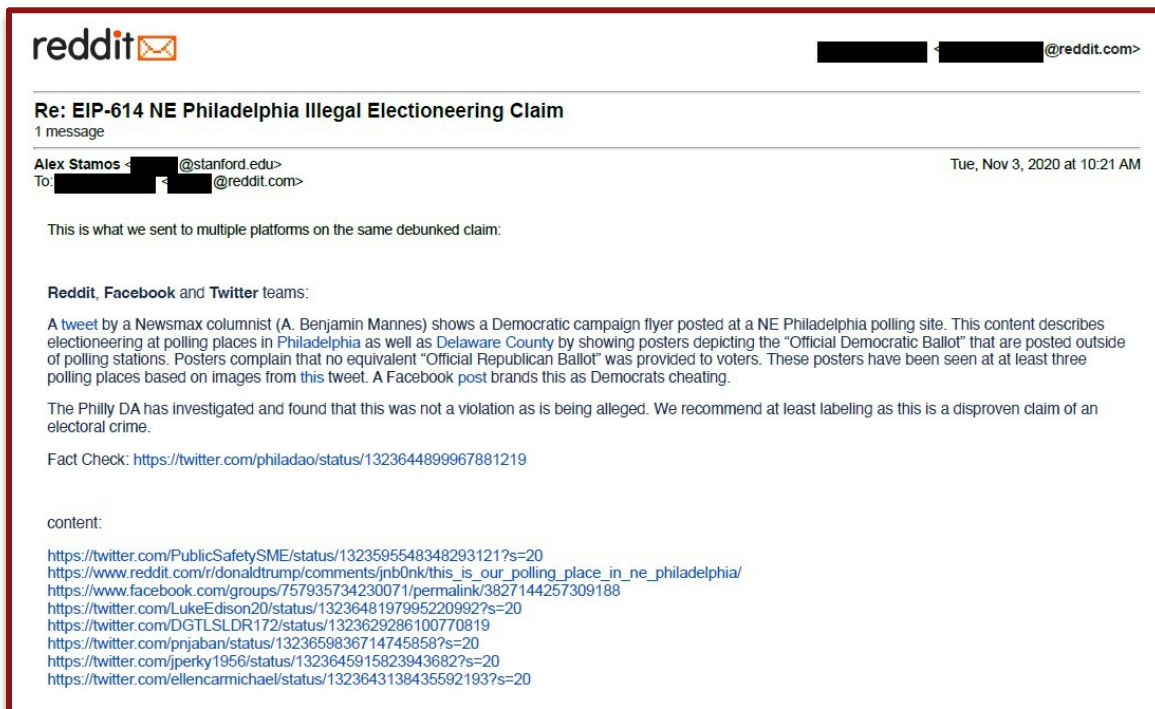 reddit
< @reddit.com>
Re: EIP-614 NE Philadelphia Illegal Electioneering Claim
1 message
Alex Stamos < @stanford.edu>
Tue, Nov 3, 2020 at 10:21 AM
To: < @reddit.com>
This is what we sent to multiple platforms on the same debunked claim:
Reddit, Facebook and Twitter teams:
A tweet by a Newsmax columnist (A. Benjamin Mannes) shows a Democratic campaign flyer posted at a NE Philadelphia polling site. This content describes
electioneering at polling places in Philadelphia as well as Delaware County by showing posters depicting the “Official Democratic Ballot” that are posted outside
of polling stations. Posters complain that no equivalent “Official Republican Ballot” was provided to voters. These posters have been seen at at least three
polling places based on images from this tweet. A Facebook post brands this as Democrats cheating.
The Philly DA has investigated and found that this was not a violation as is being alleged. We recommend at least labeling as this is a disproven claim of an
electoral crime.
Fact Check: https://twitter.com/philadao/status/1323644899967881219
content:
https://twitter.com/PublicSafetySME/status/1323595548348293121?s=20
https://www.reddit.com/r/donaldtrump/comments/jnb0nk/this_is_our_polling_place_in_ne_philadelphia/
https://www.facebook.com/groups/757935734230071/permalink/3827144257309188
https://twitter.com/LukeEdison20/status/1323648197995220992?s=20
https://twitter.com/DGTLSLDR172/status/1323629286100770819
https://twitter.com/pnjaban/status/1323659836714745858?s=20
https://twitter.com/jperky1956/status/1323645915823943682?s=20
https://twitter.com/ellencarmichael/status/1323643138435592193?s=20